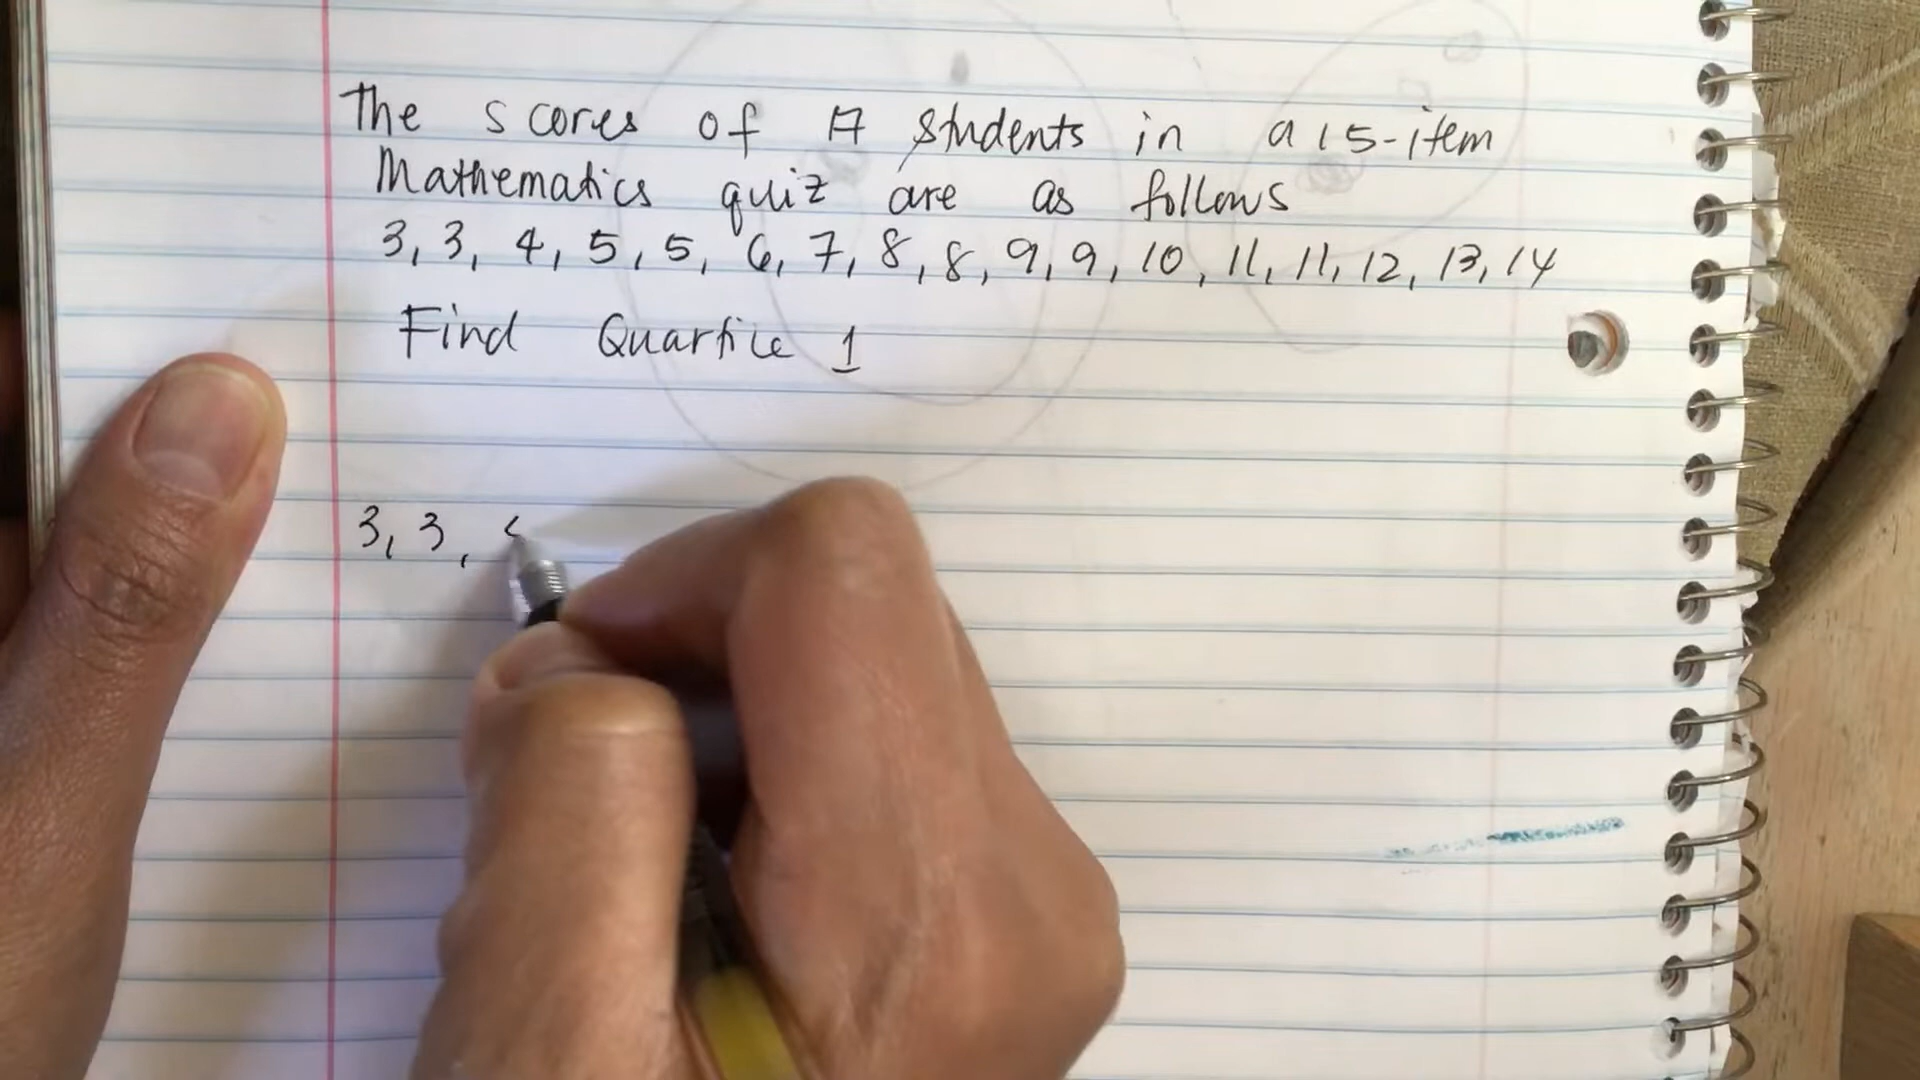 The scores of 17 students in a 15-item
Mathematics quiz are as follows
3, 3, 4, 5, 5, 6, 7, 8, 8, 9, 9, 10, 11, 11, 12, 13, 14
Find Quartile 1
3, 3,